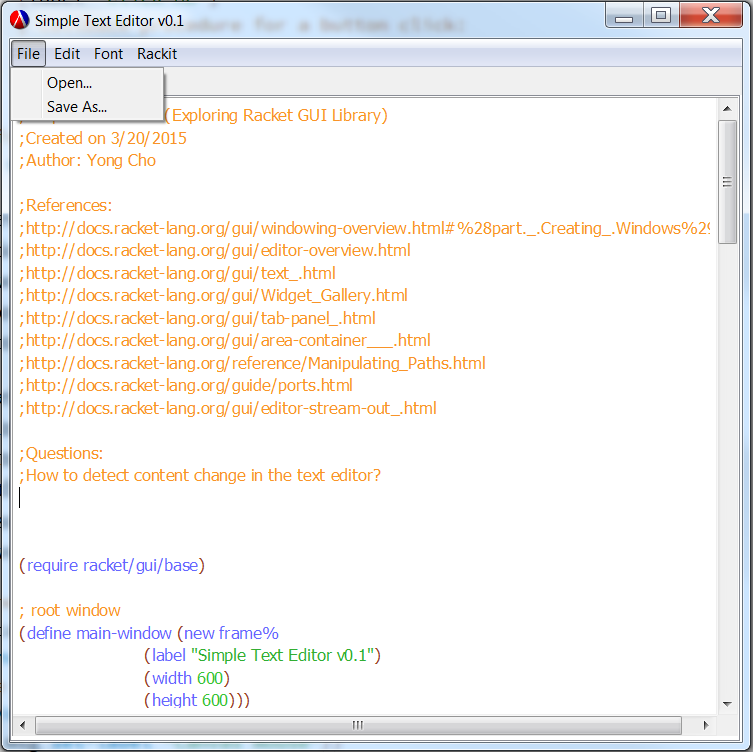 Simple Text Editor v0.1
File Edit Font Rackit
Open...
Save As...
(Exploring Racket GUI Library)
;Created on 3/20/2015
;Author: Yong Cho
;References:
;http://docs.racket-lang.org/gui/windowing-overview.html#%28part._.Creating_.Windows%29
;http://docs.racket-lang.org/gui/editor-overview.html
;http://docs.racket-lang.org/gui/text_.html
;http://docs.racket-lang.org/gui/Widget_Gallery.html
;http://docs.racket-lang.org/gui/tab-panel_.html
;http://docs.racket-lang.org/gui/area-container___.html
;http://docs.racket-lang.org/reference/Manipulating_Paths.html
;http://docs.racket-lang.org/guide/ports.html
;http://docs.racket-lang.org/gui/editor-stream-out_.html
;Questions:
;How to detect content change in the text editor?
(require racket/gui/base)
; root window
(define main-window (new frame%
(label "Simple Text Editor v0.1")
(width 600)
(height 600)))